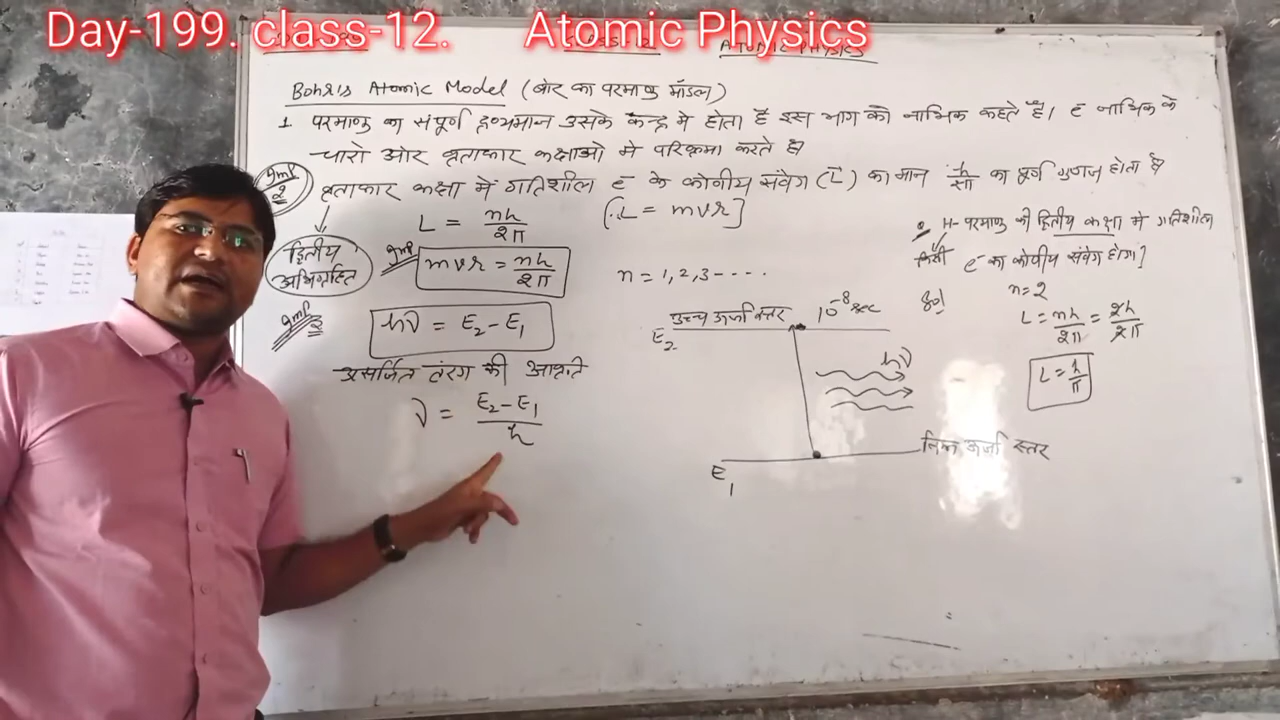 Day-199. class-12. Atomic Physics
CLASS-12 ATOMIC PHYSICS
Bohr's Atomic Model (बोर का परमाणु मॉडल)
1 परमाणु का संपूर्ण द्रव्यमान उसके केन्द्र मे होता है इस भाग को नाभिक कहते हैं। e नाभिक के
चारो ओर वृताकार कक्षाओ मे परिक्रमा करते है।
Imp 2 वृताकार कक्षा में गतिशील e के कोणीय संवेग (L) का मान h/2π का पूर्ण गुणज होता है।
L = nh/2π [∵L = mvr]
द्वितीय अभिगृहित
Imp mvr = nh/2π
n = 1, 2, 3 - - - -
Imp 3 hν = E2 - E1
उत्सर्जित तंरग की आवृति
ν = E2 - E1/h
उच्च ऊर्जा स्तर 10^-8 sec
E2
hν
E1 निम्न ऊर्जा स्तर
H-परमाणु की द्वितीय कक्षा मे गतिशील
किसी e का कोणीय संवेग होगा]
Sol n = 2
L = nh/2π = 2h/2π
L = h/π